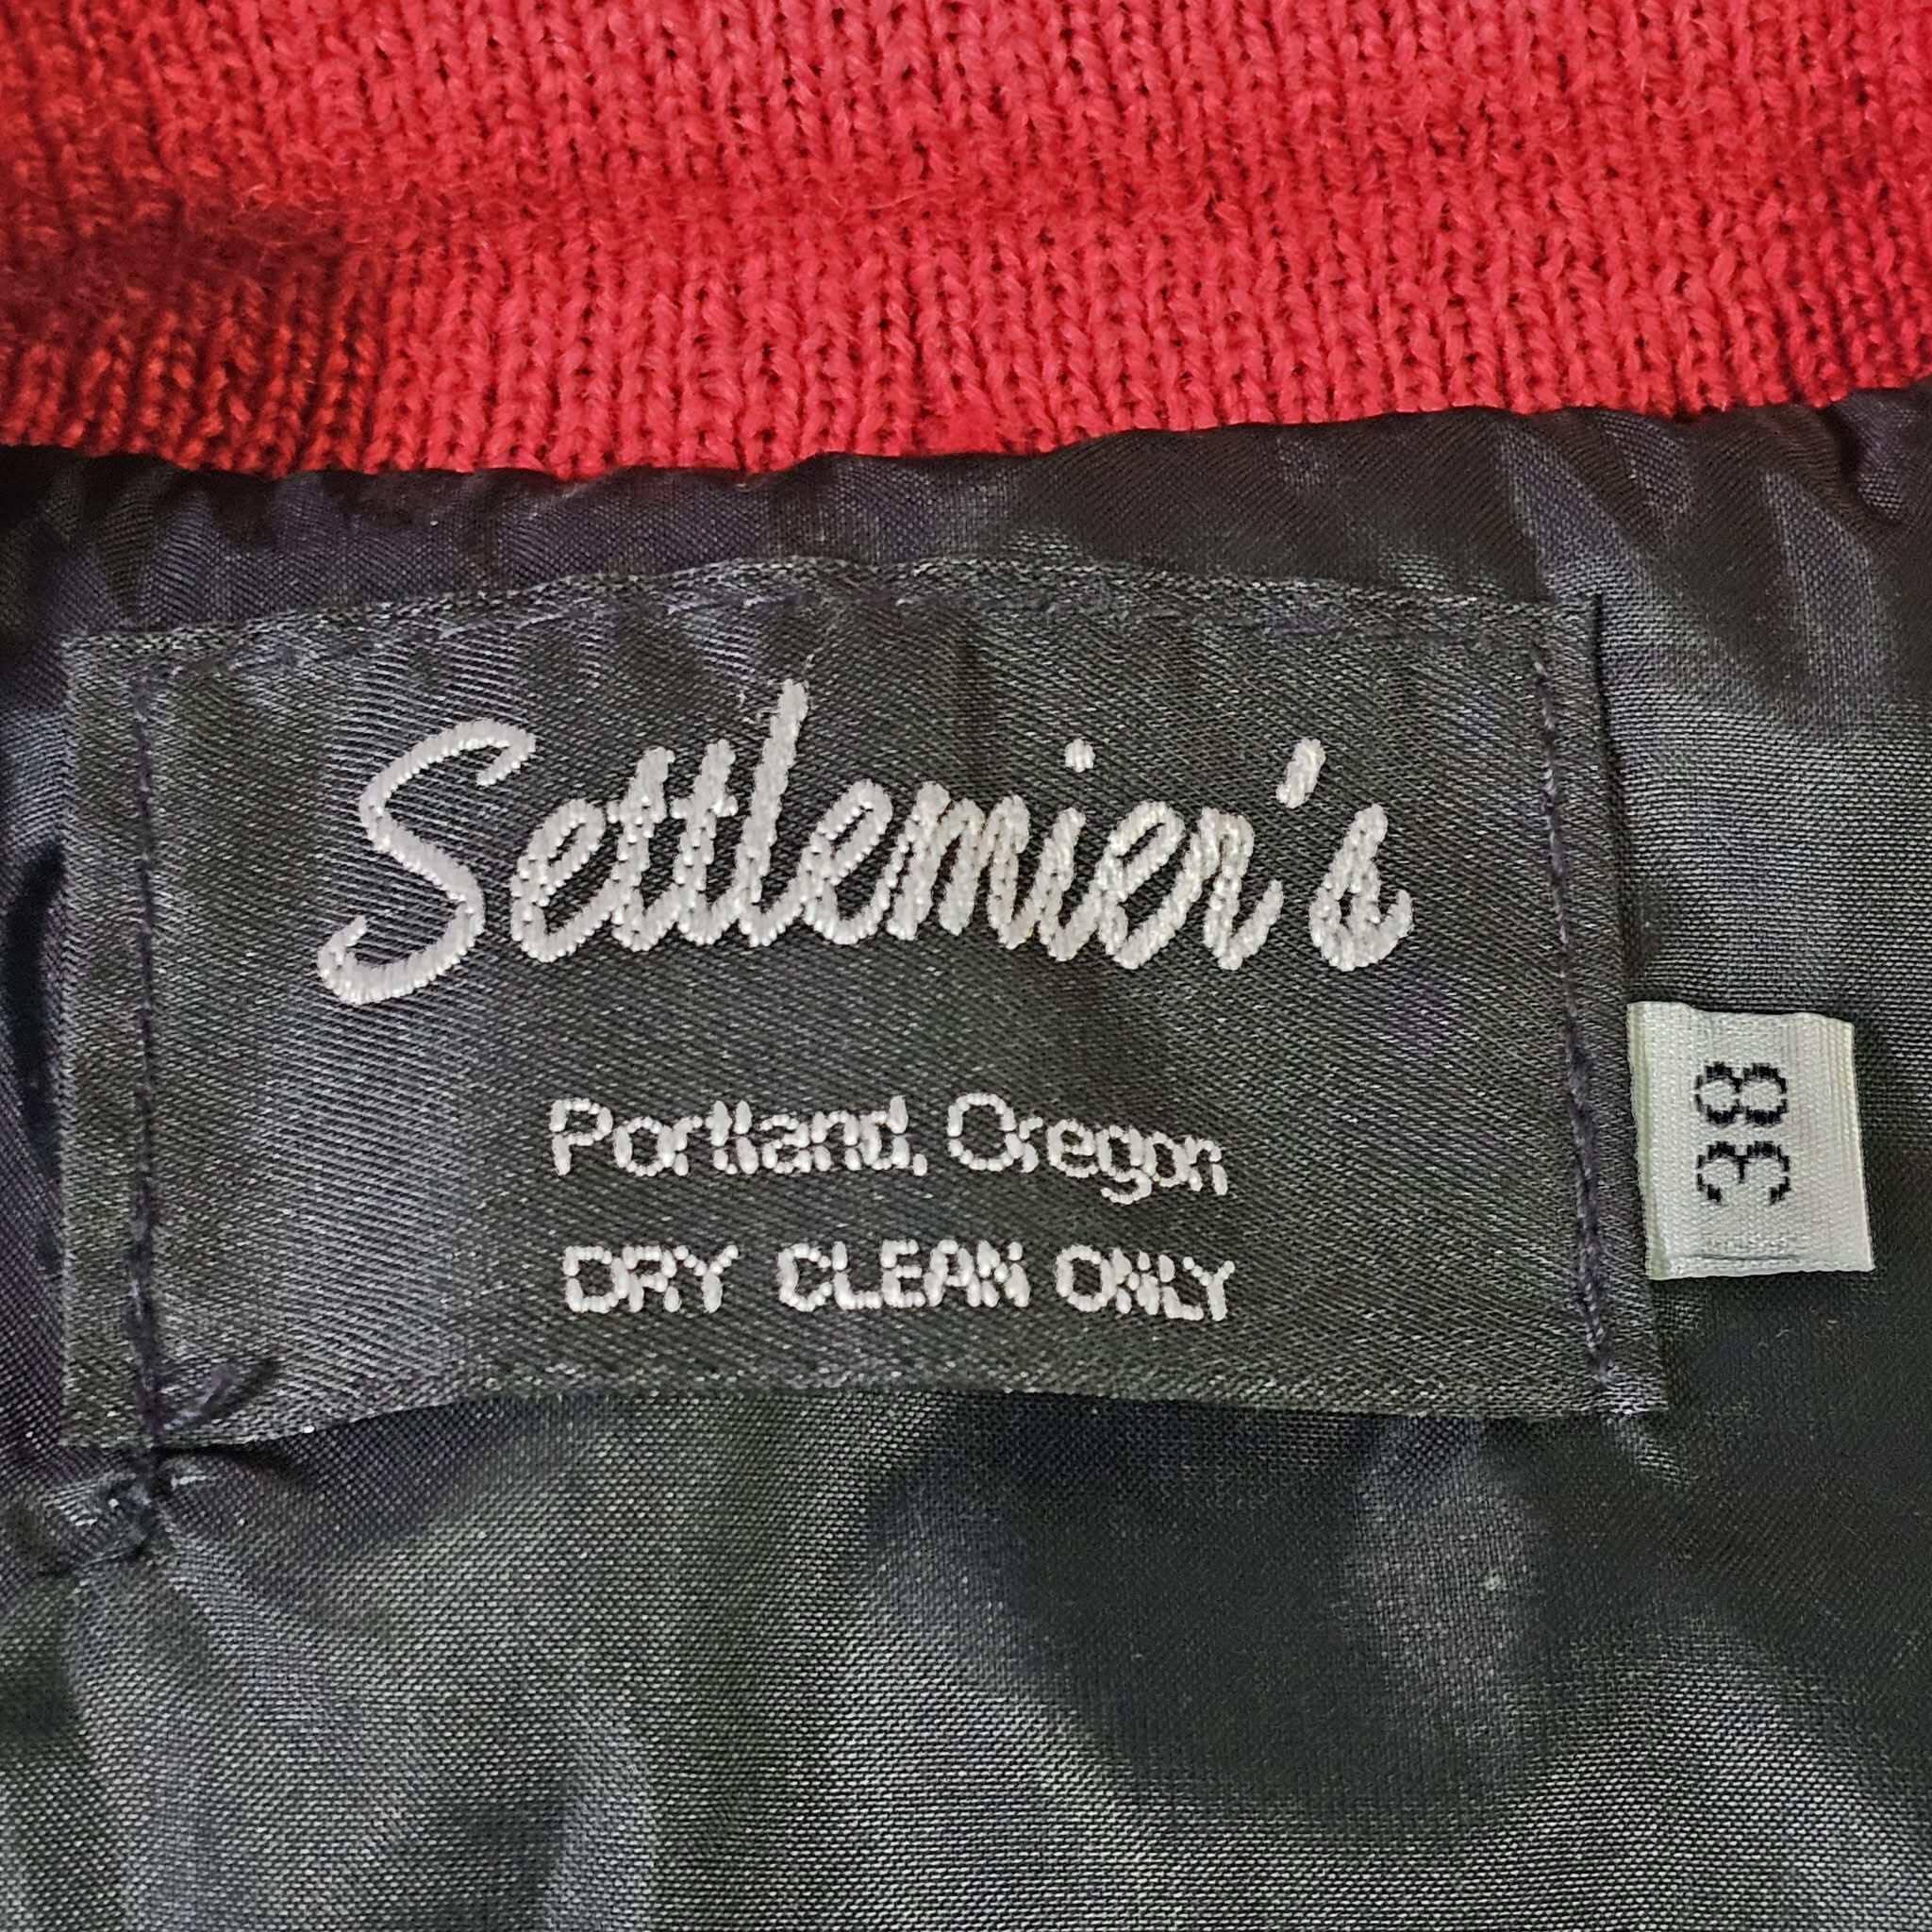 Settlemier's
Portland, Oregon
DRY CLEAN ONLY
38